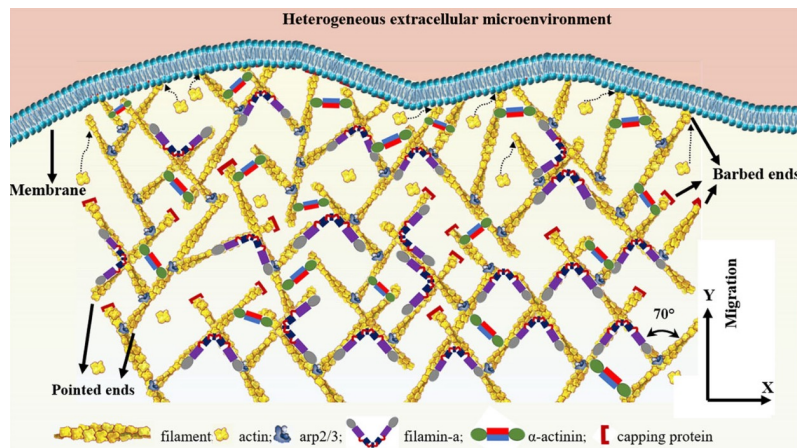 Heterogeneous extracellular microenvironment
Membrane
Barbed ends
Migration
Y
70°
X
Pointed ends
filament; actin; arp2/3; filamin-a; α-actinin; capping protein